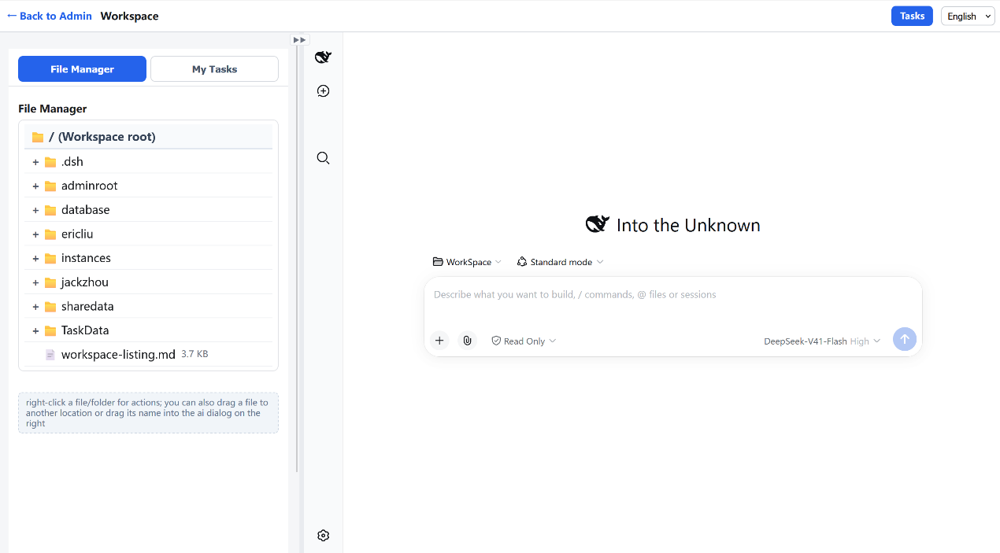 ← Back to Admin Workspace
Tasks
English
File Manager
My Tasks
File Manager
/ (Workspace root)
+ .dsh
+ adminroot
+ database
+ ericliu
+ instances
+ jackzhou
+ sharedata
+ TaskData
workspace-listing.md 3.7 KB
right-click a file/folder for actions; you can also drag a file to
another location or drag its name into the ai dialog on the
right
Into the Unknown
WorkSpace
Standard mode
Describe what you want to build, / commands, @ files or sessions
Read Only
DeepSeek-V41-Flash High